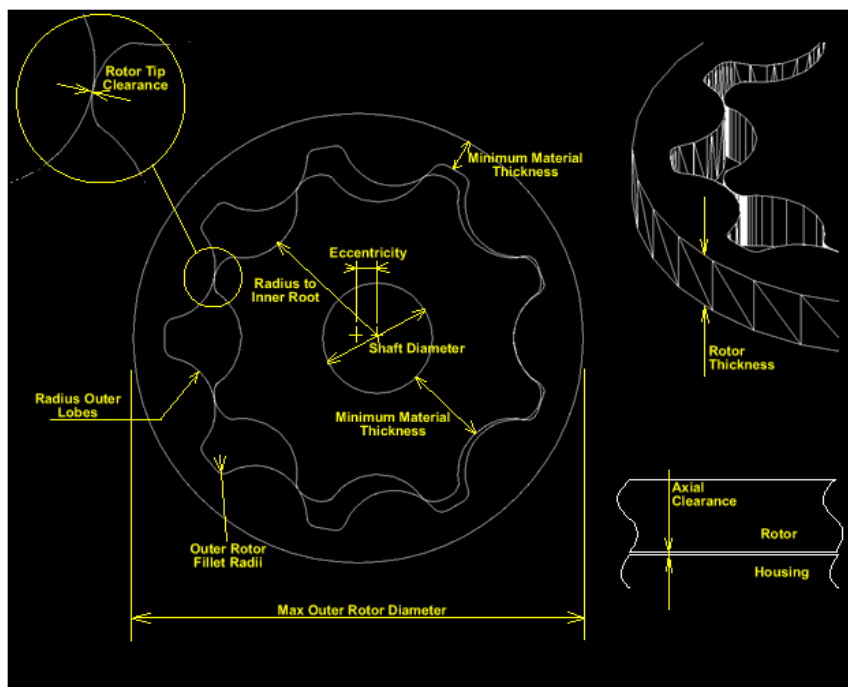 Rotor Tip
Clearance
Minimum Material
Thickness
Eccentricity
Radius to
Inner Root
Shaft Diameter
Rotor
Thickness
Radius Outer
Lobes
Minimum Material
Thickness
Axial
Clearance
Rotor
Outer Rotor
Fillet Radii
Housing
Max Outer Rotor Diameter